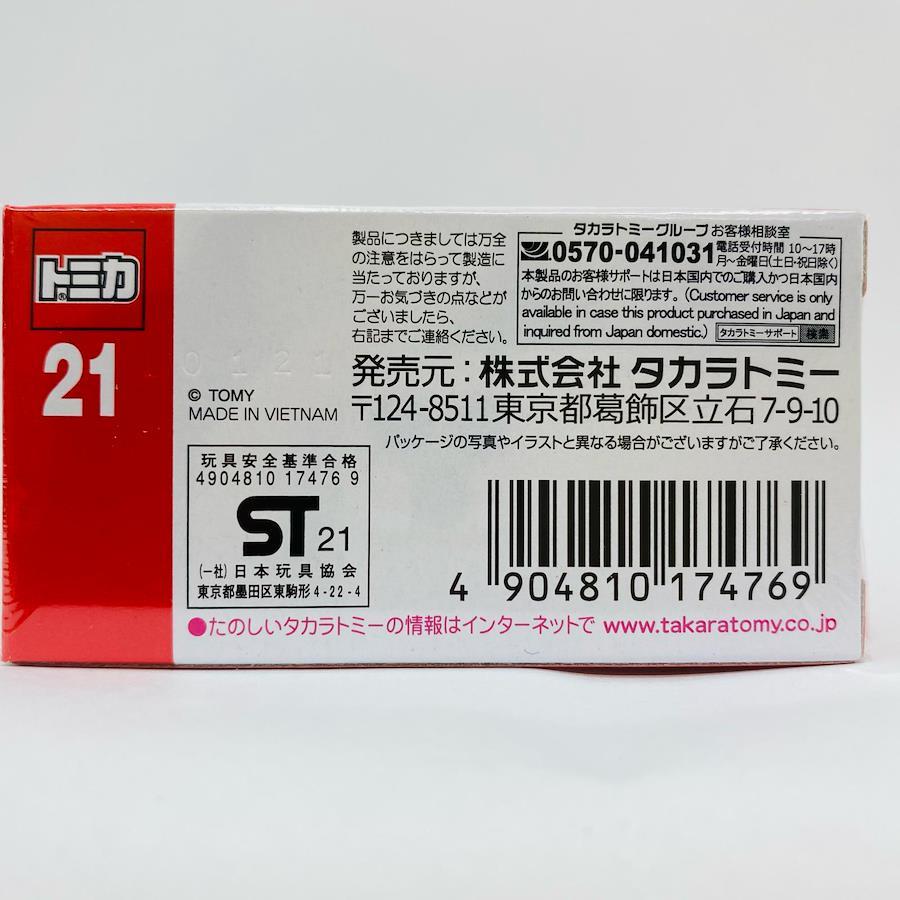 トミカ®
21
0121
© TOMY
MADE IN VIETNAM
製品につきましては万全
の注意をはらって製造に
当たっておりますが、
万一お気づきの点などが
ございましたら、
右記までご連絡ください。
タカラトミーグループ お客様相談室
0570-041031 電話受付時間 10〜17時
月〜金曜日(土・日・祝日除く)
本製品のお客様サポートは日本国内でのご購入かつ日本国内
からのお問い合わせに限ります。(Customer service is only
available in case this product purchased in Japan and
inquired from Japan domestic.) タカラトミーサポート 検索
発売元:株式会社 タカラトミー
〒124-8511東京都葛飾区立石7-9-10
パッケージの写真やイラストと異なる場合がございますがご了承ください。
玩具安全基準合格
4904810 17476 9
ST 21
(一社)日本玩具協会
東京都墨田区東駒形4-22-4
4 904810 174769
●たのしいタカラトミーの情報はインターネットで www.takaratomy.co.jp